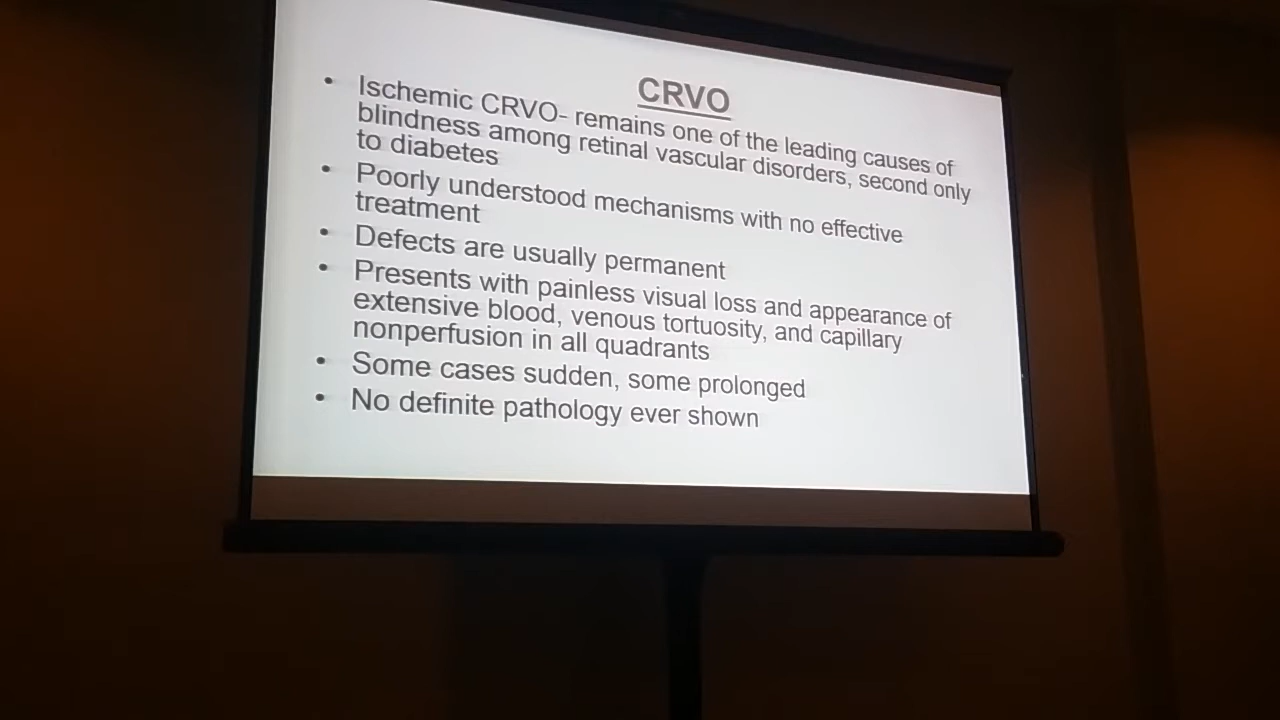 CRVO
• Ischemic CRVO- remains one of the leading causes of
blindness among retinal vascular disorders, second only
to diabetes
• Poorly understood mechanisms with no effective
treatment
• Defects are usually permanent
• Presents with painless visual loss and appearance of
extensive blood, venous tortuosity, and capillary
nonperfusion in all quadrants
• Some cases sudden, some prolonged
• No definite pathology ever shown